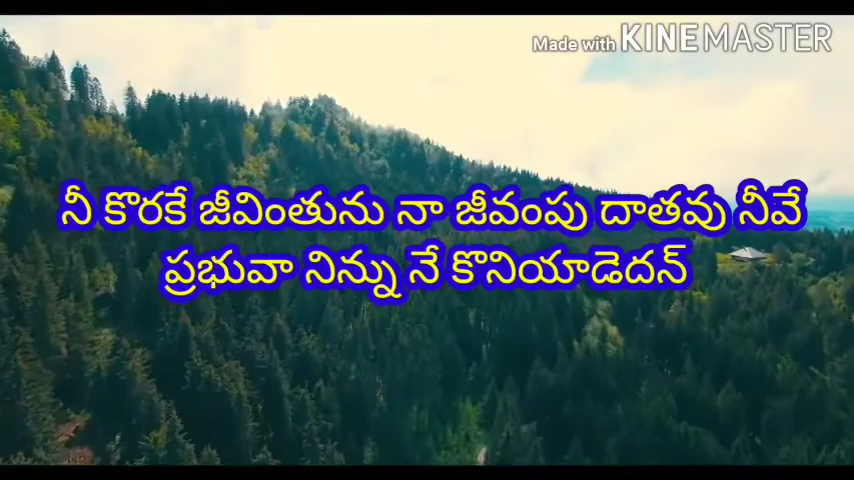 Made with KINEMASTER
నీ కొరకే జీవింతును నా జీవంపు దాతవు నీవే
ప్రభువా నిన్ను నే కొనియాడెదన్